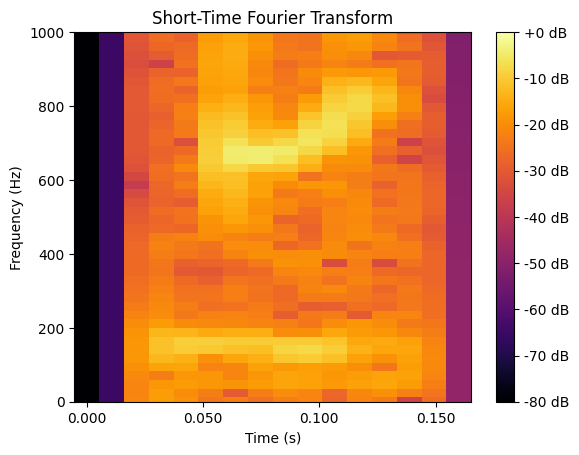 Short-Time Fourier Transform
1000
800
600
400
200
0
Frequency (Hz)
0.000
0.050
0.100
0.150
Time (s)
+0 dB
-10 dB
-20 dB
-30 dB
-40 dB
-50 dB
-60 dB
-70 dB
-80 dB